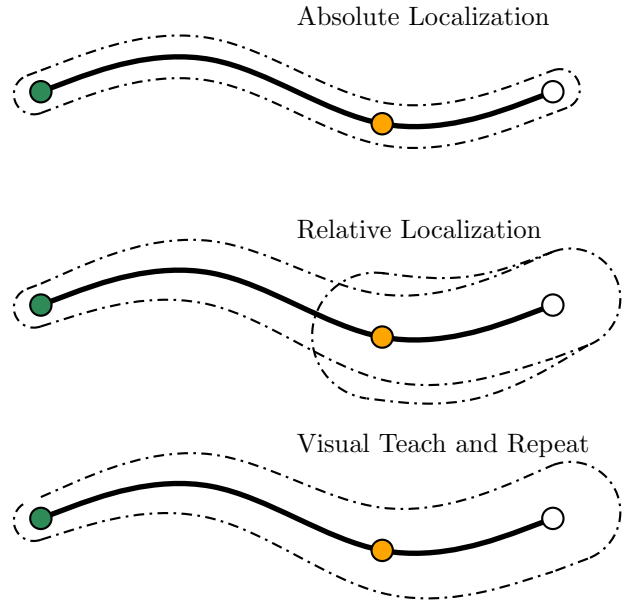 Absolute Localization
Relative Localization
Visual Teach and Repeat